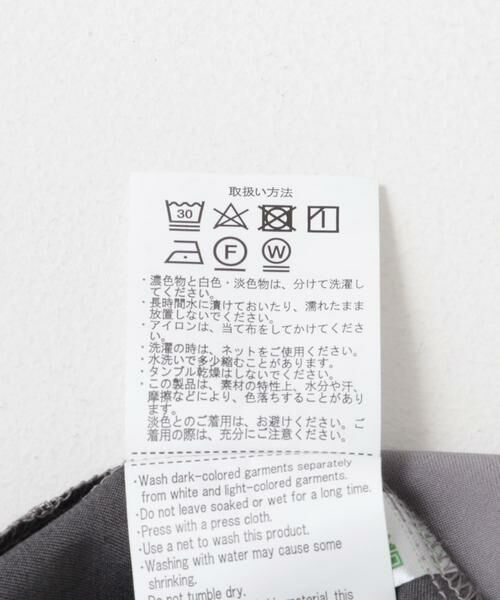 取扱い方法
30
F W
・濃色物と白色・淡色物は、分けて洗濯し
てください。
・長時間水に漬けておいたり、濡れたまま
放置しないでください。
・アイロンは、当て布をしてかけてくださ
い。
・洗濯の時は、ネットをご使用ください。
・水洗いで多少縮むことがあります。
・タンブル乾燥はしないでください。
・この製品は、素材の特性上、水分や汗、
摩擦などにより、色落ちすることがあり
ます。
淡色とのご着用は、お避けください。ご
着用の際は、充分にご注意ください。
・Wash dark-colored garments separately
from white and light-colored garments.
・Do not leave soaked or wet for a long time.
・Press with a press cloth.
・Use a net to wash this product.
・Washing with water may cause some
shrinking.
Do not tumble dry.
material, this